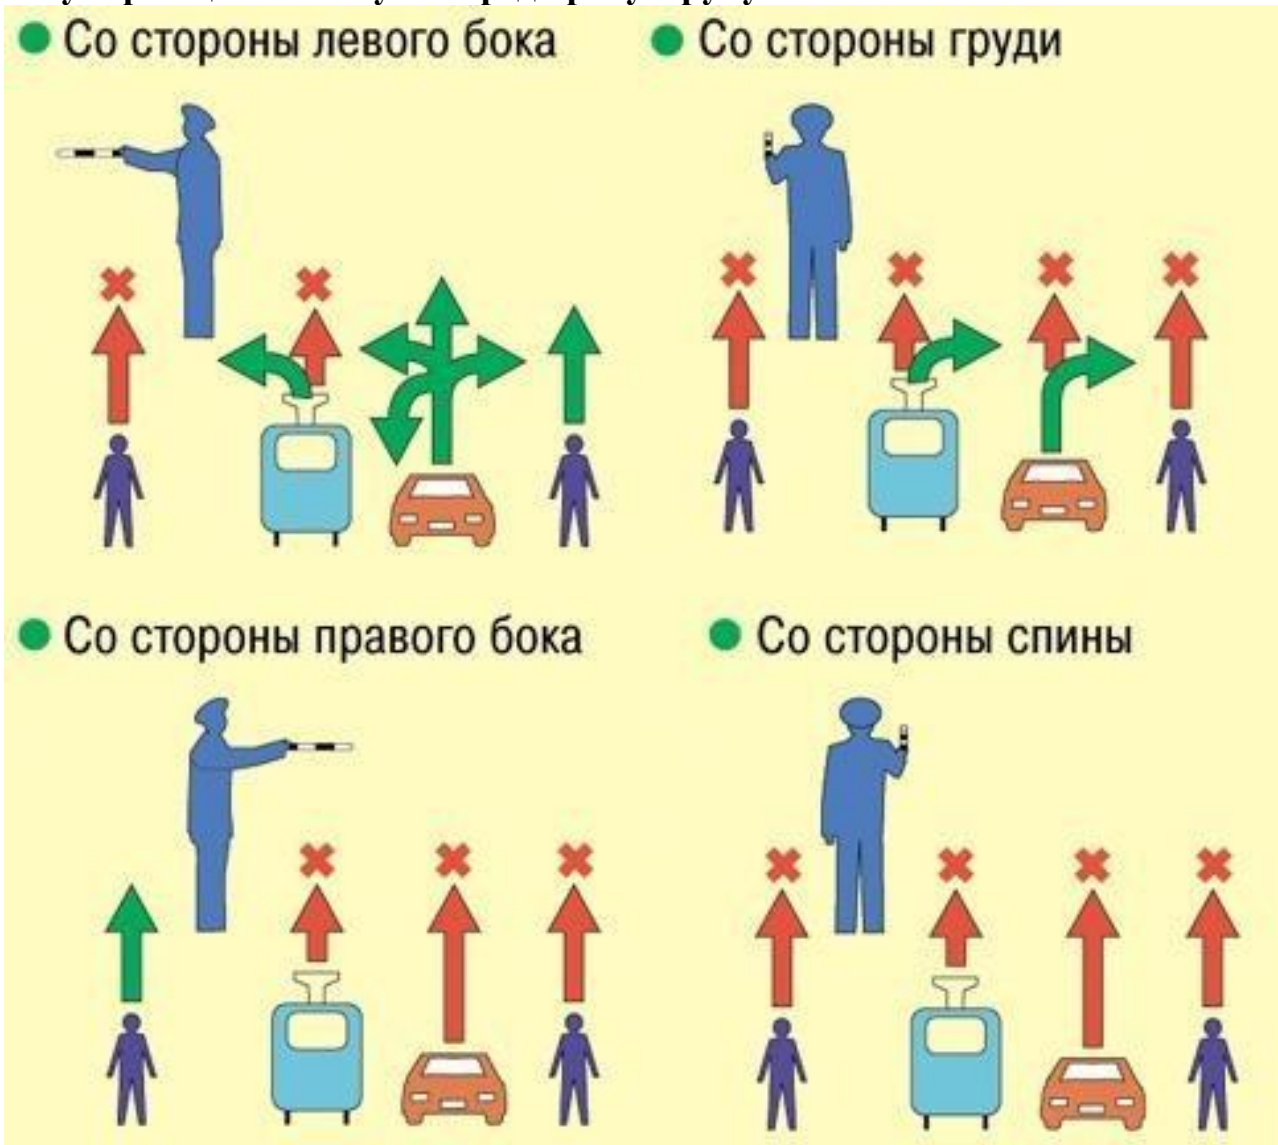 Со стороны левого бока
Со стороны груди
Со стороны правого бока
Со стороны спины